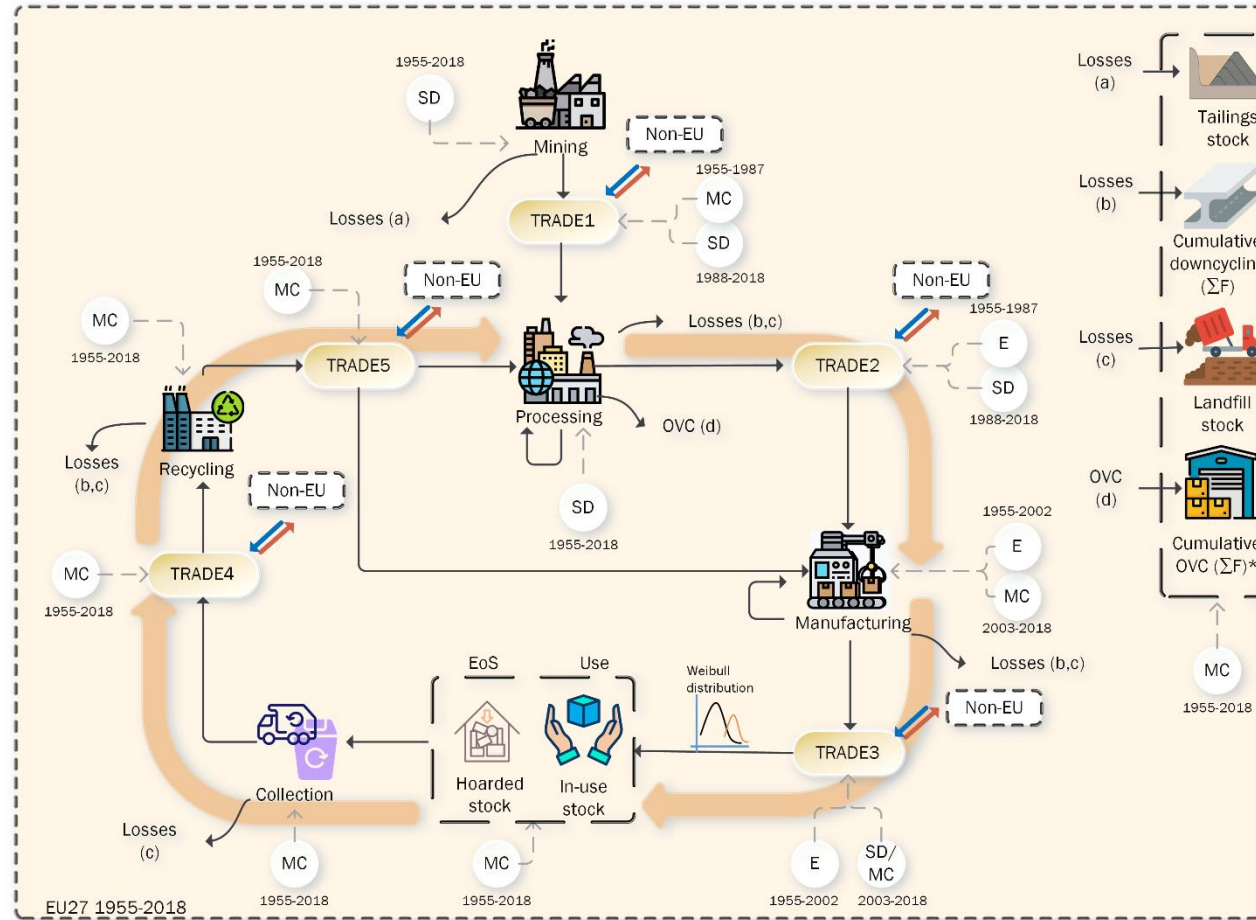 1955-2018
SD
Mining
Non-EU
1955-1987
Losses (a)
TRADE1
MC
SD
1988-2018
1955-2018
MC
Non-EU
Non-EU
1955-1987
MC
1955-2018
TRADE5
Losses (b,c)
TRADE2
E
SD
1988-2018
Processing
OVC (d)
Losses
(b,c)
Recycling
Non-EU
SD
1955-2018
1955-2002
E
MC
2003-2018
MC
1955-2018
TRADE4
Manufacturing
Losses (b,c)
EoS
Use
Weibull
distribution
Non-EU
TRADE3
Hoarded
stock
In-use
stock
Collection
Losses
(c)
MC
1955-2018
MC
1955-2018
E
1955-2002
SD/
MC
2003-2018
EU27 1955-2018
Losses
(a)
Tailings
stock
Losses
(b)
Cumulative
downcycling
(∑F)
Losses
(c)
Landfill
stock
OVC
(d)
Cumulative
OVC (∑F)*
MC
1955-2018